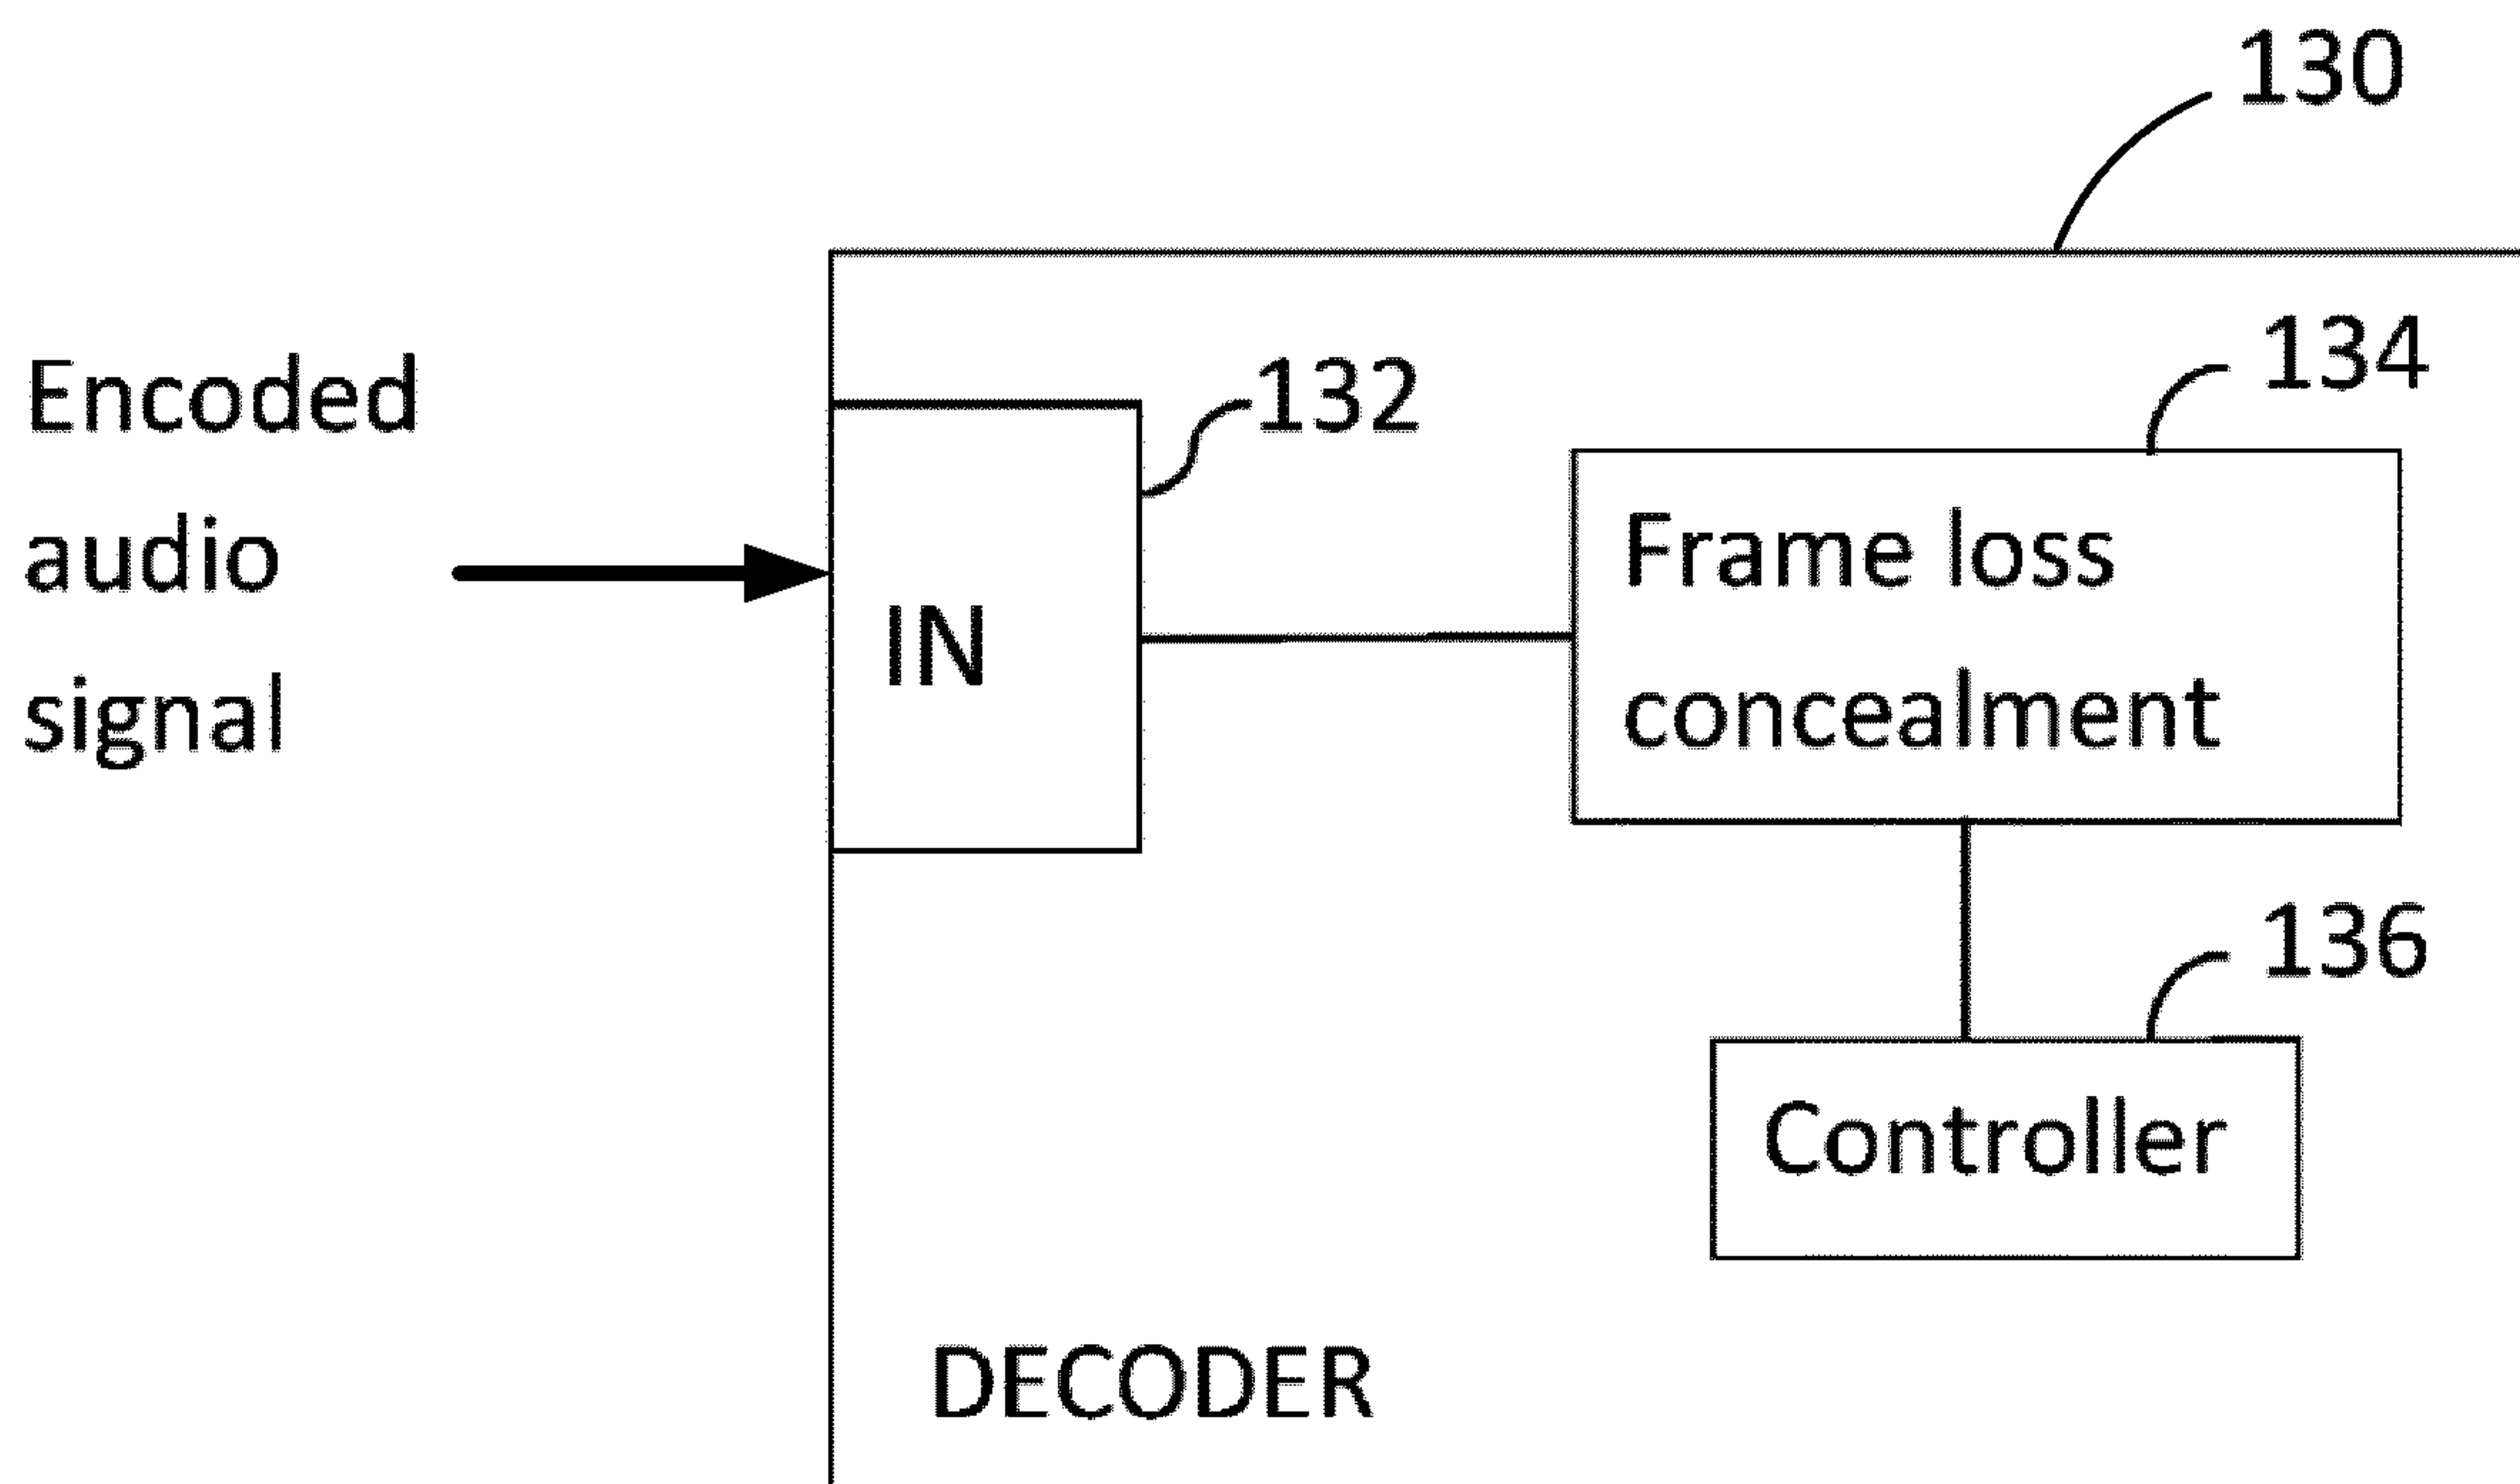 130
134
132
Encoded
audio
signal
IN
Frame loss
concealment
136
Controller
DECODER